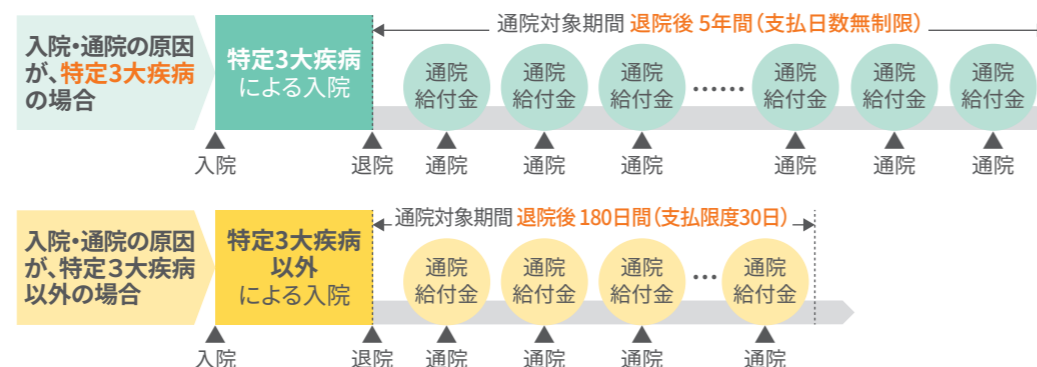 入院・通院の原因
が、特定3大疾病
の場合
特定3大疾病
による入院
通院対象期間 退院後 5年間(支払日数無制限)
通院
給付金
通院
給付金
通院
給付金
……
通院
給付金
通院
給付金
通院
給付金
入院
退院
通院
通院
通院
通院
通院
通院
入院・通院の原因
が、特定3大疾病
以外の場合
特定3大疾病
以外
による入院
通院対象期間 退院後 180日間(支払限度30日)
通院
給付金
通院
給付金
通院
給付金
…
通院
給付金
入院
退院
通院
通院
通院
通院